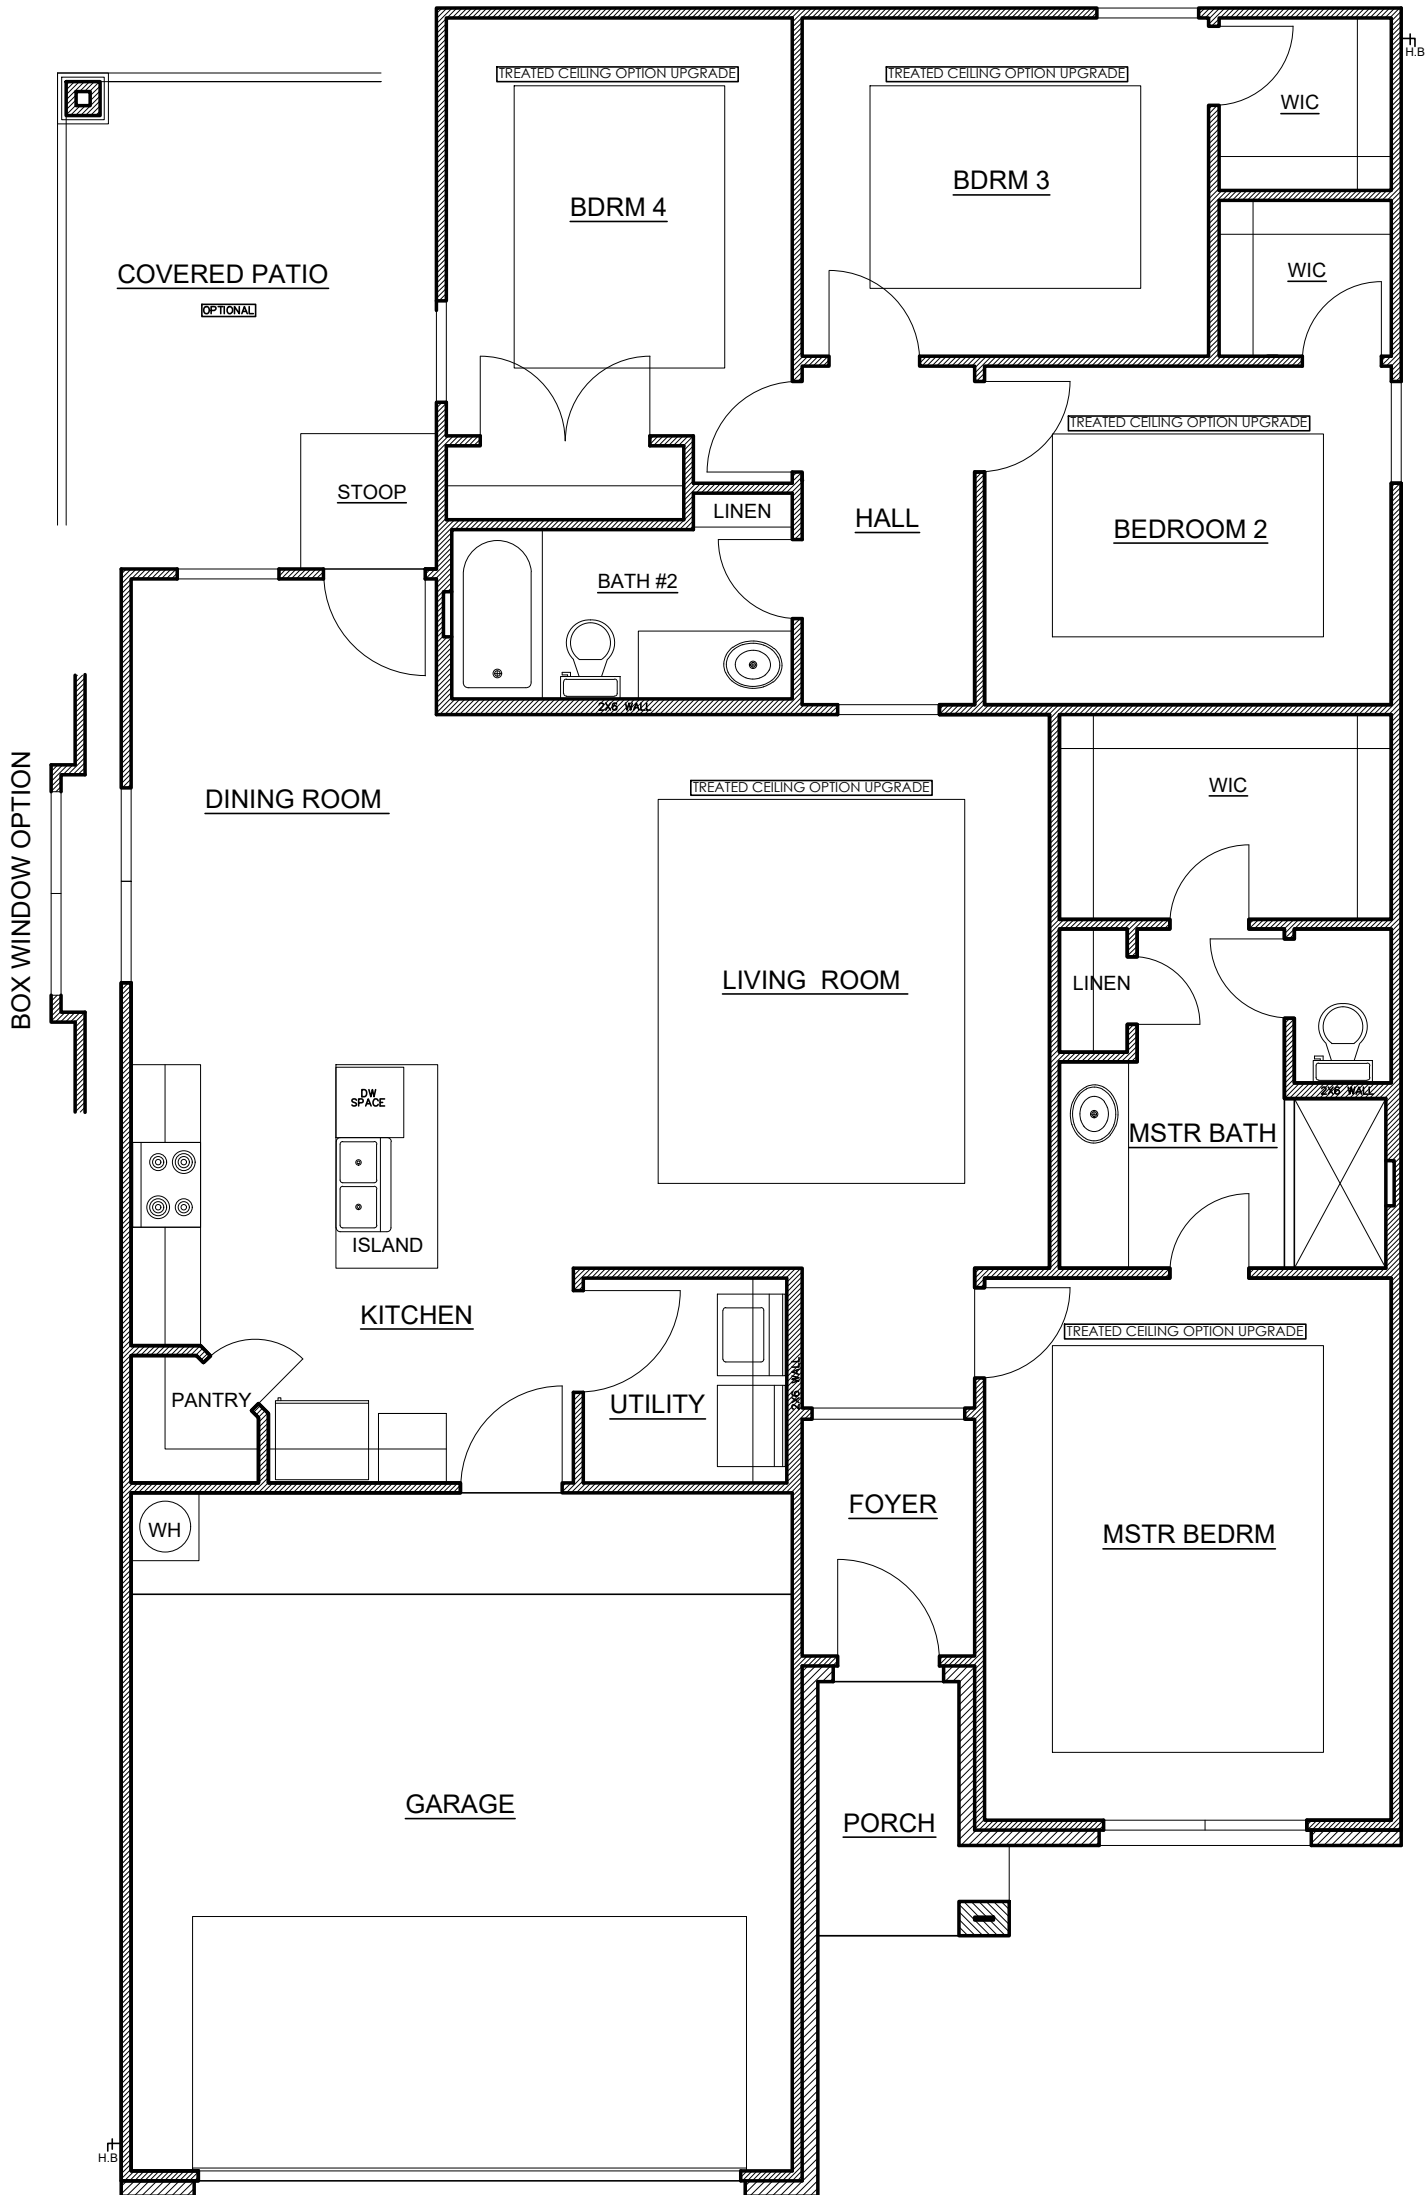 H.B
TREATED CEILING OPTION UPGRADE
TREATED CEILING OPTION UPGRADE
WIC
BDRM 3
BDRM 4
COVERED PATIO
OPTIONAL
WIC
TREATED CEILING OPTION UPGRADE
STOOP
LINEN
HALL
BEDROOM 2
BATH #2
2X6 WALL
BOX WINDOW OPTION
DINING ROOM
TREATED CEILING OPTION UPGRADE
WIC
LIVING ROOM
LINEN
DW
SPACE
2X6 WALL
MSTR BATH
ISLAND
KITCHEN
TREATED CEILING OPTION UPGRADE
2X6 WALL
PANTRY
UTILITY
FOYER
WH
MSTR BEDRM
GARAGE
PORCH
H.B